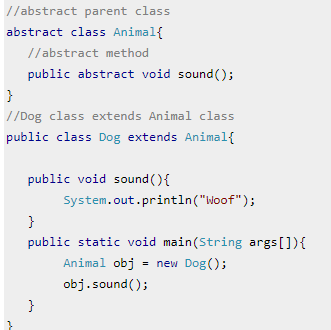 //abstract parent class
abstract class Animal{
   //abstract method
   public abstract void sound();
}
//Dog class extends Animal class
public class Dog extends Animal{

   public void sound(){
        System.out.println("Woof");
   }
   public static void main(String args[]){
        Animal obj = new Dog();
        obj.sound();
   }
}